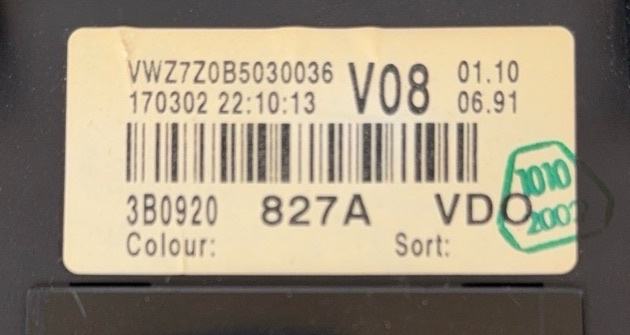 VWZ7Z0B5030036 V08 01.10
170302 22:10:13 06.91
3B0920 827A VDO
Colour: Sort:
1010
2002